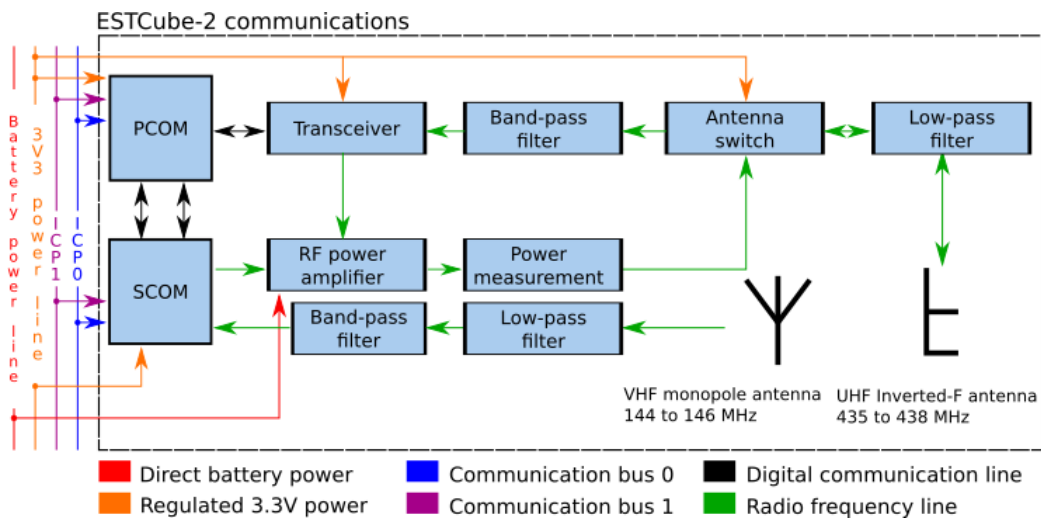 ESTCube-2 communications
Battery power line
3V3 power line
ICP1
ICP0
PCOM
Transceiver
Band-pass
filter
Antenna
switch
Low-pass
filter
SCOM
RF power
amplifier
Power
measurement
Band-pass
filter
Low-pass
filter
VHF monopole antenna
144 to 146 MHz
UHF Inverted-F antenna
435 to 438 MHz
Direct battery power
Communication bus 0
Digital communication line
Regulated 3.3V power
Communication bus 1
Radio frequency line